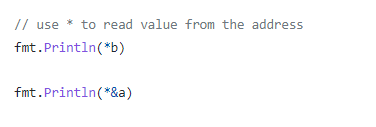 // use * to read value from the address
fmt.Println(*b)
fmt.Println(*&a)